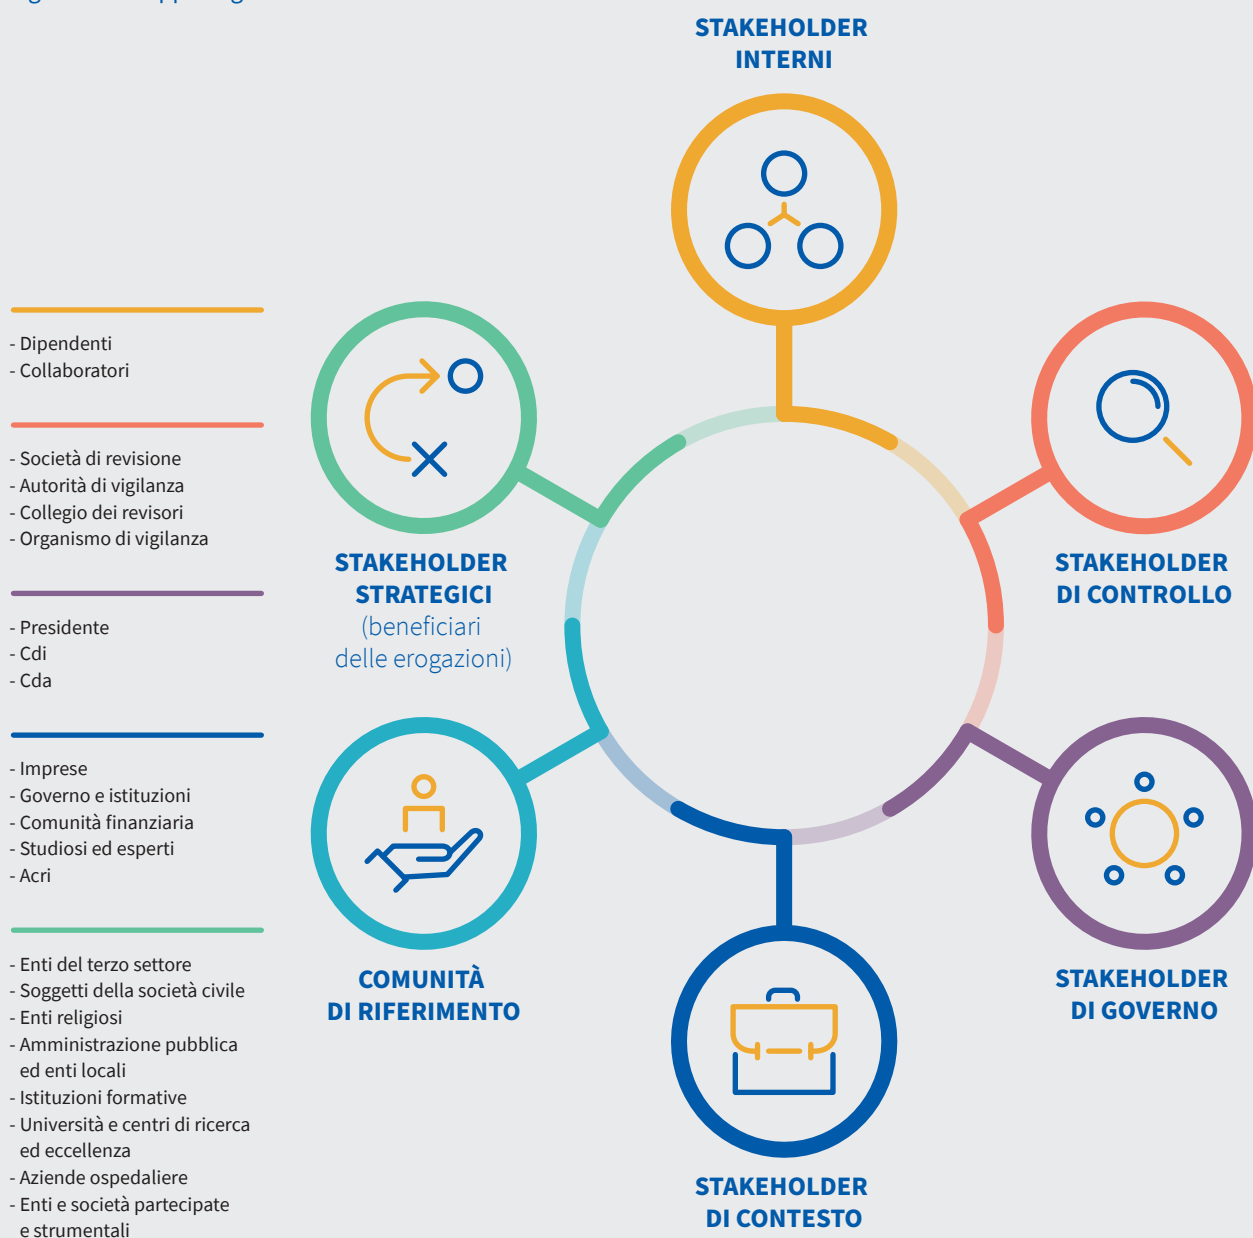 STAKEHOLDER
INTERNI
- Dipendenti
- Collaboratori
- Società di revisione
- Autorità di vigilanza
- Collegio dei revisori
- Organismo di vigilanza
- Presidente
- Cdi
- Cda
- Imprese
- Governo e istituzioni
- Comunità finanziaria
- Studiosi ed esperti
- Acri
- Enti del terzo settore
- Soggetti della società civile
- Enti religiosi
- Amministrazione pubblica
ed enti locali
- Istituzioni formative
- Università e centri di ricerca
ed eccellenza
- Aziende ospedaliere
- Enti e società partecipate
e strumentali
STAKEHOLDER
STRATEGICI
(beneficiari
delle erogazioni)
STAKEHOLDER
DI CONTROLLO
COMUNITÀ
DI RIFERIMENTO
STAKEHOLDER
DI GOVERNO
STAKEHOLDER
DI CONTESTO